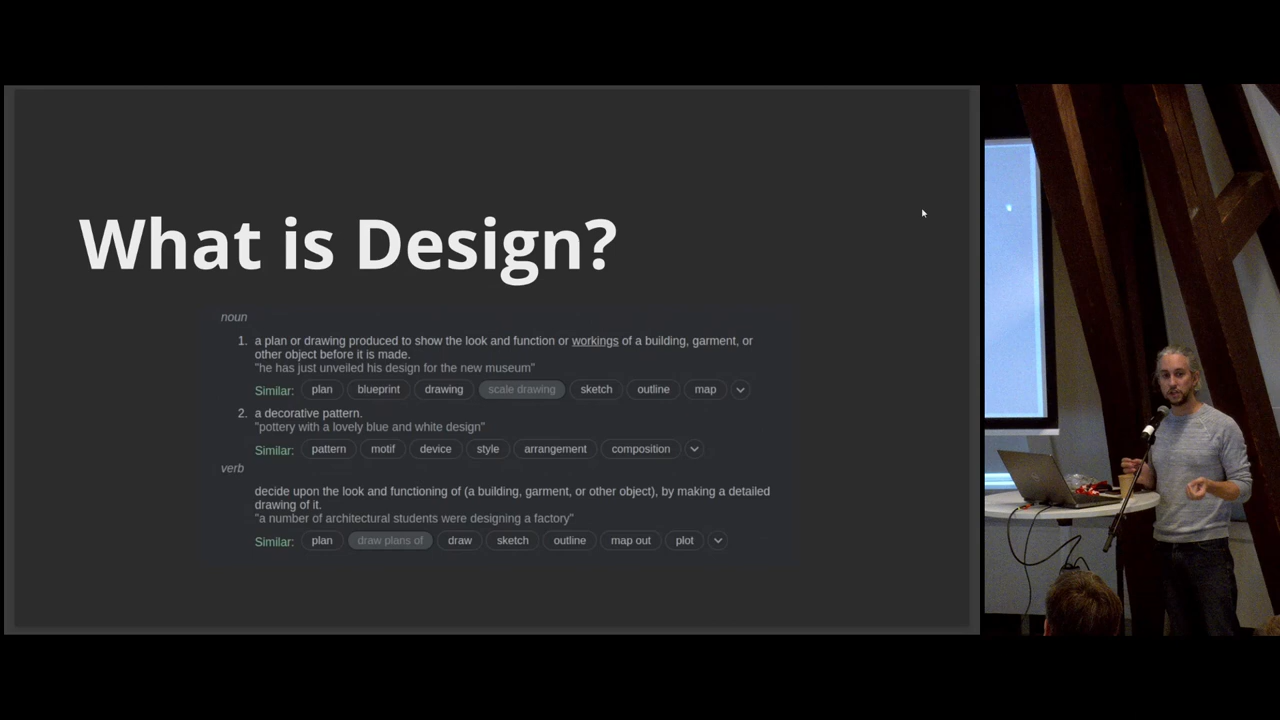 What is Design?
noun
1. a plan or drawing produced to show the look and function or workings of a building, garment, or
other object before it is made.
"he has just unveiled his design for the new museum"
Similar: plan blueprint drawing scale drawing sketch outline map
2. a decorative pattern.
"pottery with a lovely blue and white design"
Similar: pattern motif device style arrangement composition
verb
decide upon the look and functioning of (a building, garment, or other object), by making a detailed
drawing of it.
"a number of architectural students were designing a factory"
Similar: plan draw plans of draw sketch outline map out plot